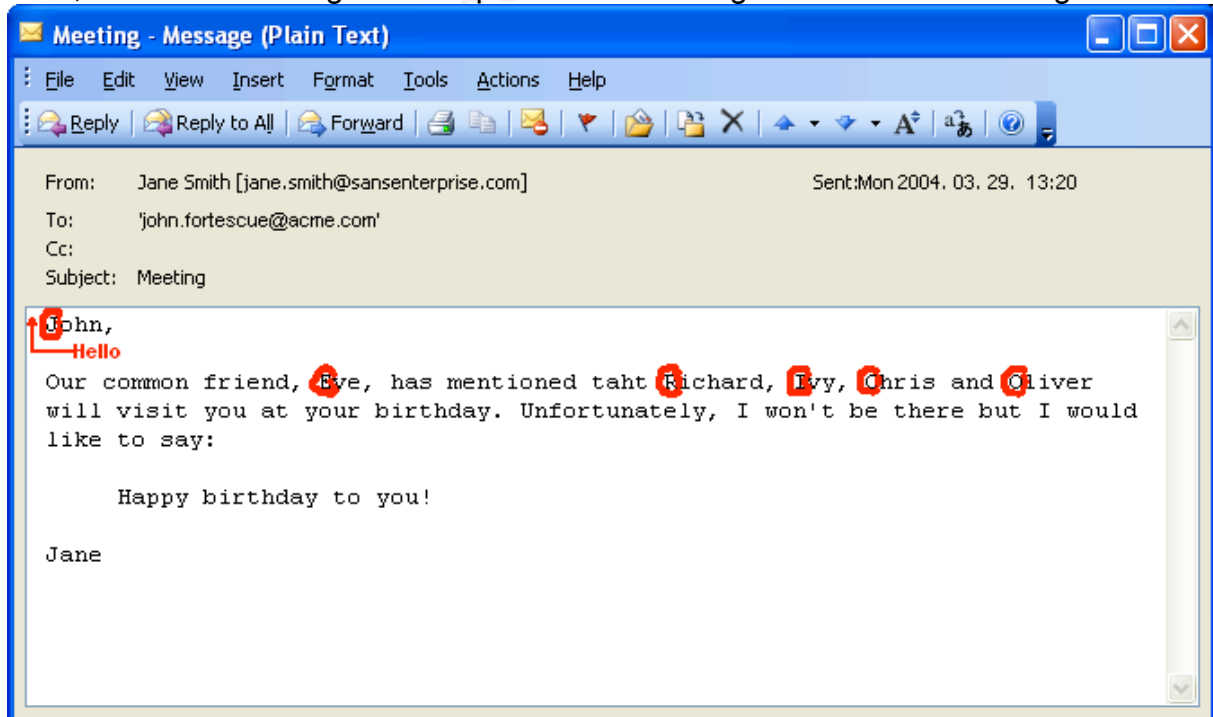 Meeting - Message (Plain Text)
File Edit View Insert Format Tools Actions Help
Reply Reply to All Forward
From: Jane Smith [jane.smith@sansenterprise.com] Sent:Mon 2004. 03. 29. 13:20
To: 'john.fortescue@acme.com'
Cc:
Subject: Meeting
John,
Hello
Our common friend, Eve, has mentioned taht Richard, Ivy, Chris and Oliver
will visit you at your birthday. Unfortunately, I won't be there but I would
like to say:
Happy birthday to you!
Jane